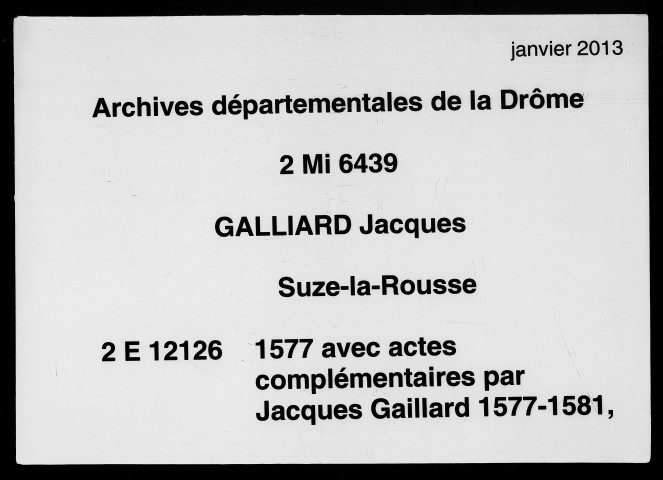 janvier 2013
Archives départementales de la Drôme
2 Mi 6439
GALLIARD Jacques
Suze-la-Rousse
2 E 12126 1577 avec actes
complémentaires par
Jacques Gaillard 1577-1581,